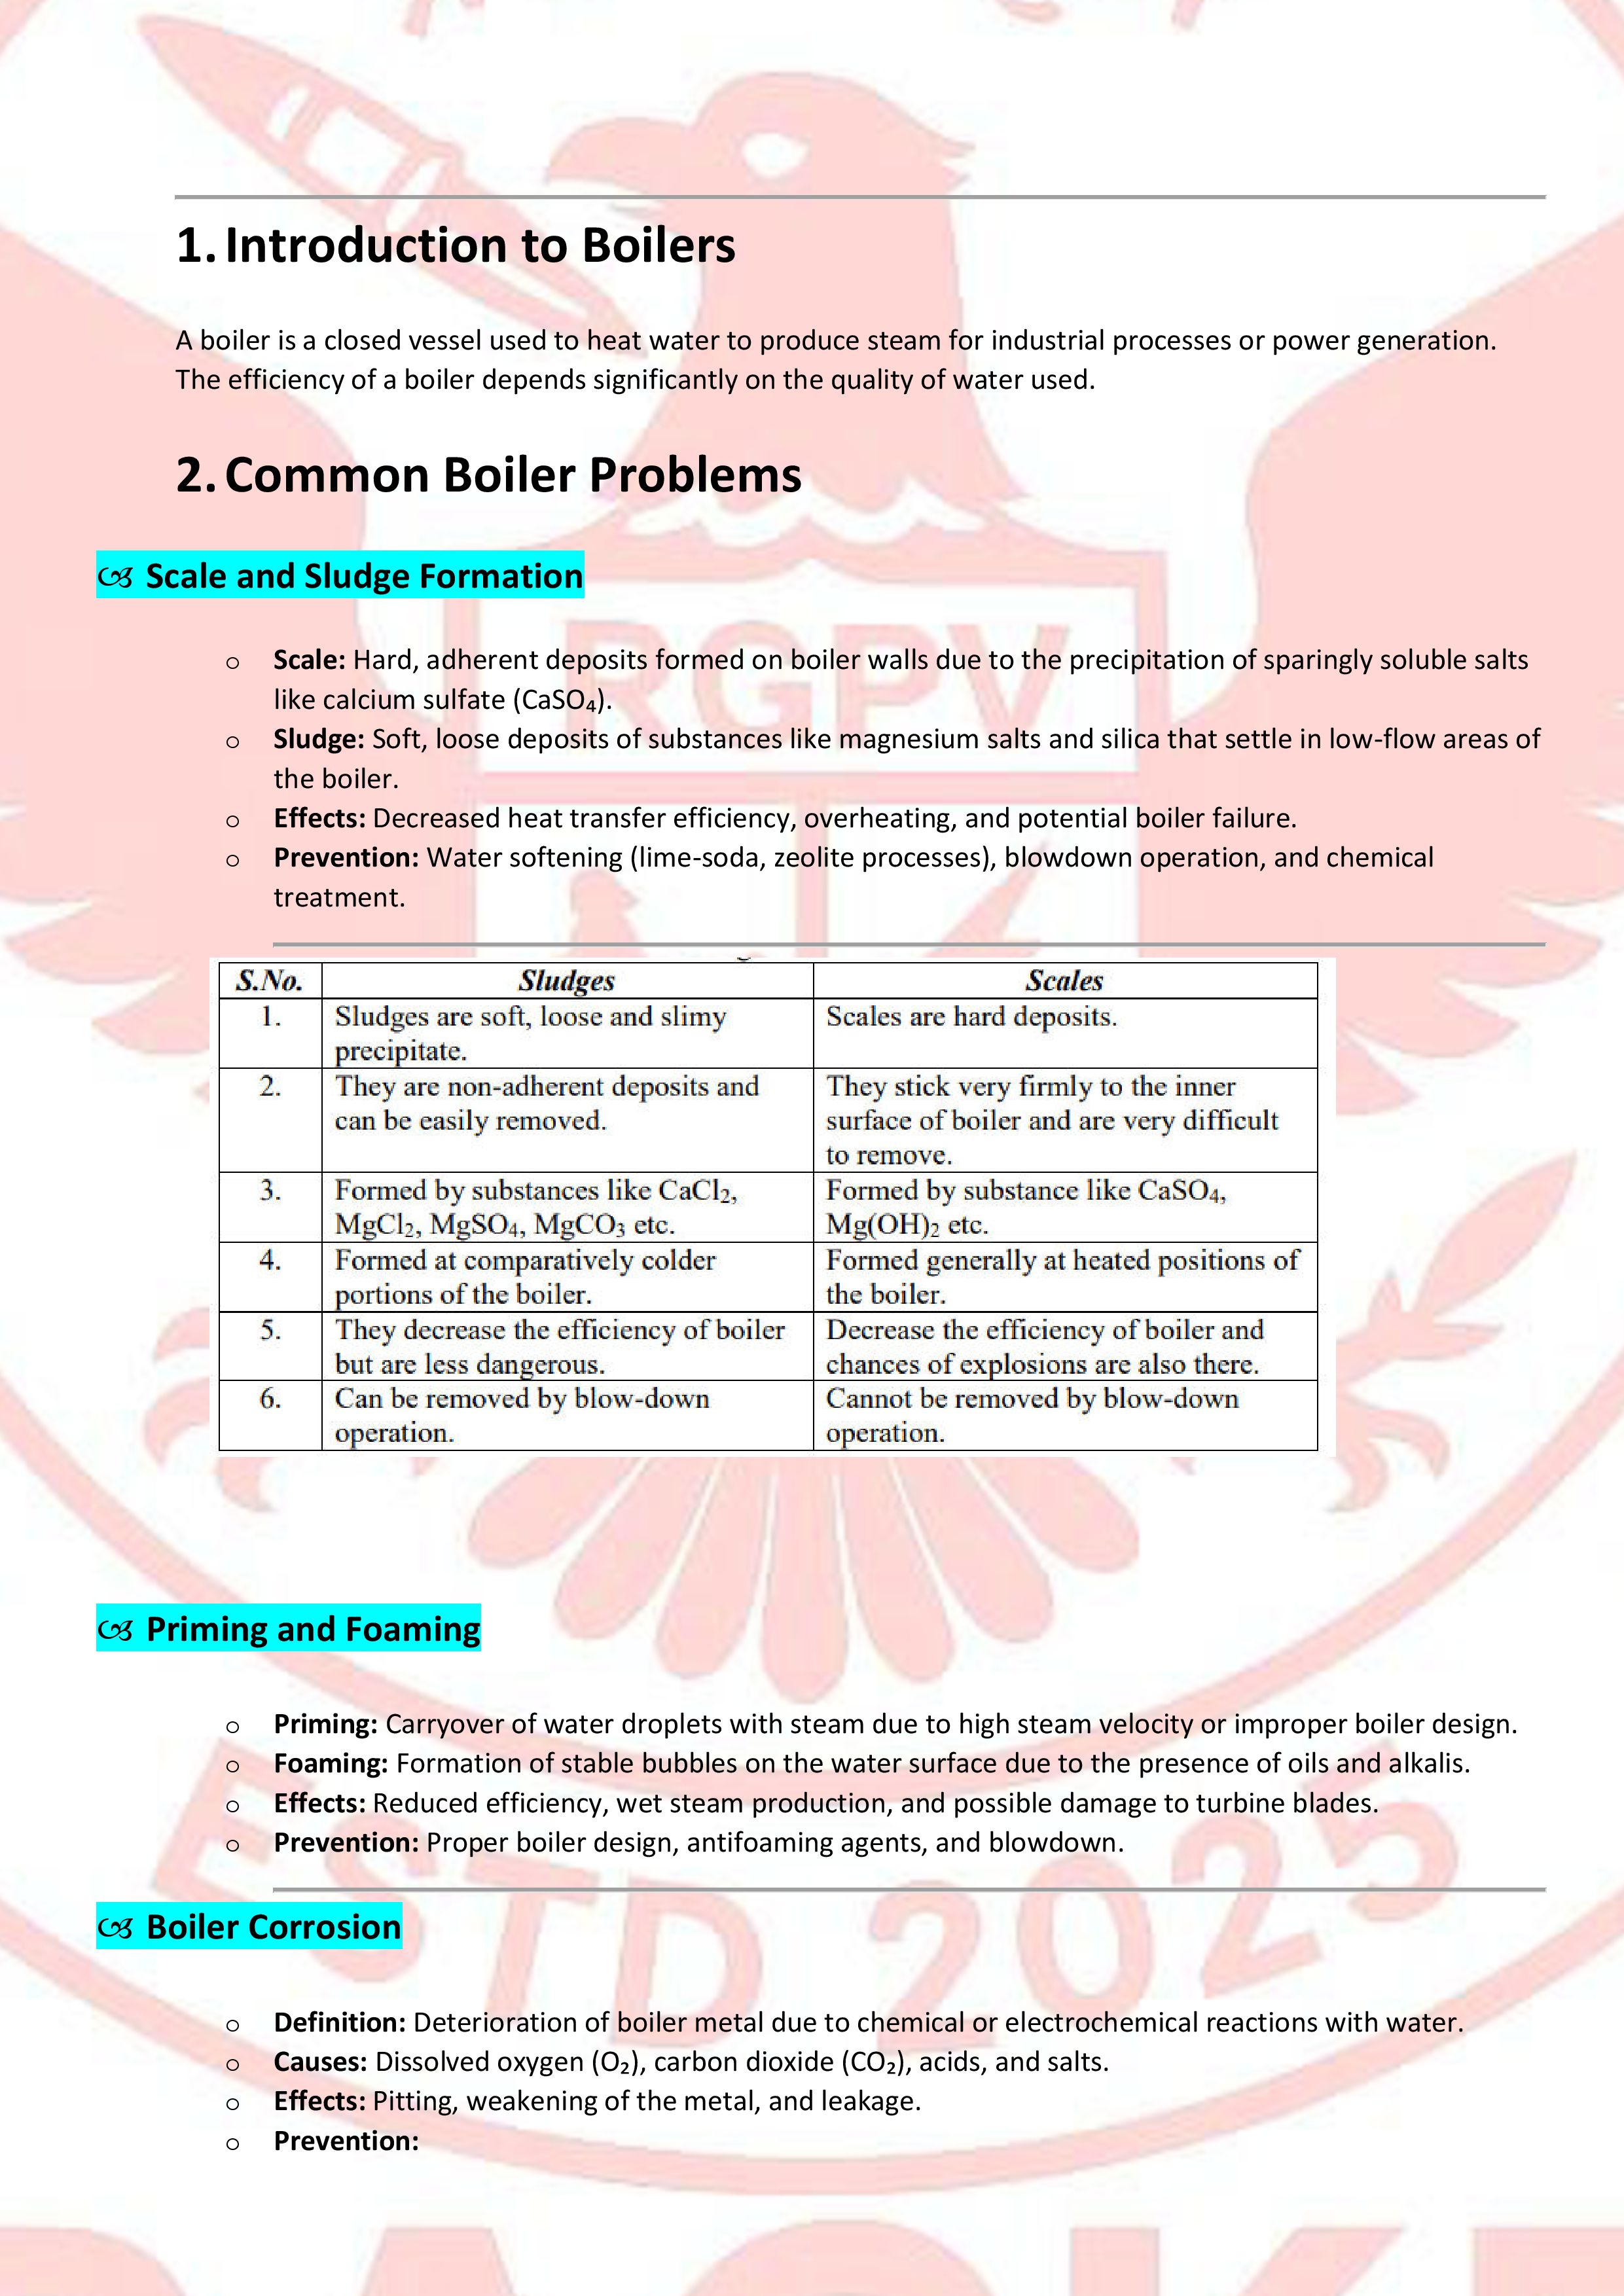 1. Introduction to Boilers
A boiler is a closed vessel used to heat water to produce steam for industrial processes or power generation.
The efficiency of a boiler depends significantly on the quality of water used.
2. Common Boiler Problems
Scale and Sludge Formation
o Scale: Hard, adherent deposits formed on boiler walls due to the precipitation of sparingly soluble salts
like calcium sulfate (CaSO₄).
o Sludge: Soft, loose deposits of substances like magnesium salts and silica that settle in low-flow areas of
the boiler.
o Effects: Decreased heat transfer efficiency, overheating, and potential boiler failure.
o Prevention: Water softening (lime-soda, zeolite processes), blowdown operation, and chemical
treatment.
S.No. Sludges Scales
1. Sludges are soft, loose and slimy precipitate. Scales are hard deposits.
2. They are non-adherent deposits and can be easily removed. They stick very firmly to the inner surface of boiler and are very difficult to remove.
3. Formed by substances like CaCl₂, MgCl₂, MgSO₄, MgCO₃ etc. Formed by substance like CaSO₄, Mg(OH)₂ etc.
4. Formed at comparatively colder portions of the boiler. Formed generally at heated positions of the boiler.
5. They decrease the efficiency of boiler but are less dangerous. Decrease the efficiency of boiler and chances of explosions are also there.
6. Can be removed by blow-down operation. Cannot be removed by blow-down operation.
Priming and Foaming
o Priming: Carryover of water droplets with steam due to high steam velocity or improper boiler design.
o Foaming: Formation of stable bubbles on the water surface due to the presence of oils and alkalis.
o Effects: Reduced efficiency, wet steam production, and possible damage to turbine blades.
o Prevention: Proper boiler design, antifoaming agents, and blowdown.
Boiler Corrosion
o Definition: Deterioration of boiler metal due to chemical or electrochemical reactions with water.
o Causes: Dissolved oxygen (O₂), carbon dioxide (CO₂), acids, and salts.
o Effects: Pitting, weakening of the metal, and leakage.
o Prevention:
RGPV
ESTD 2025